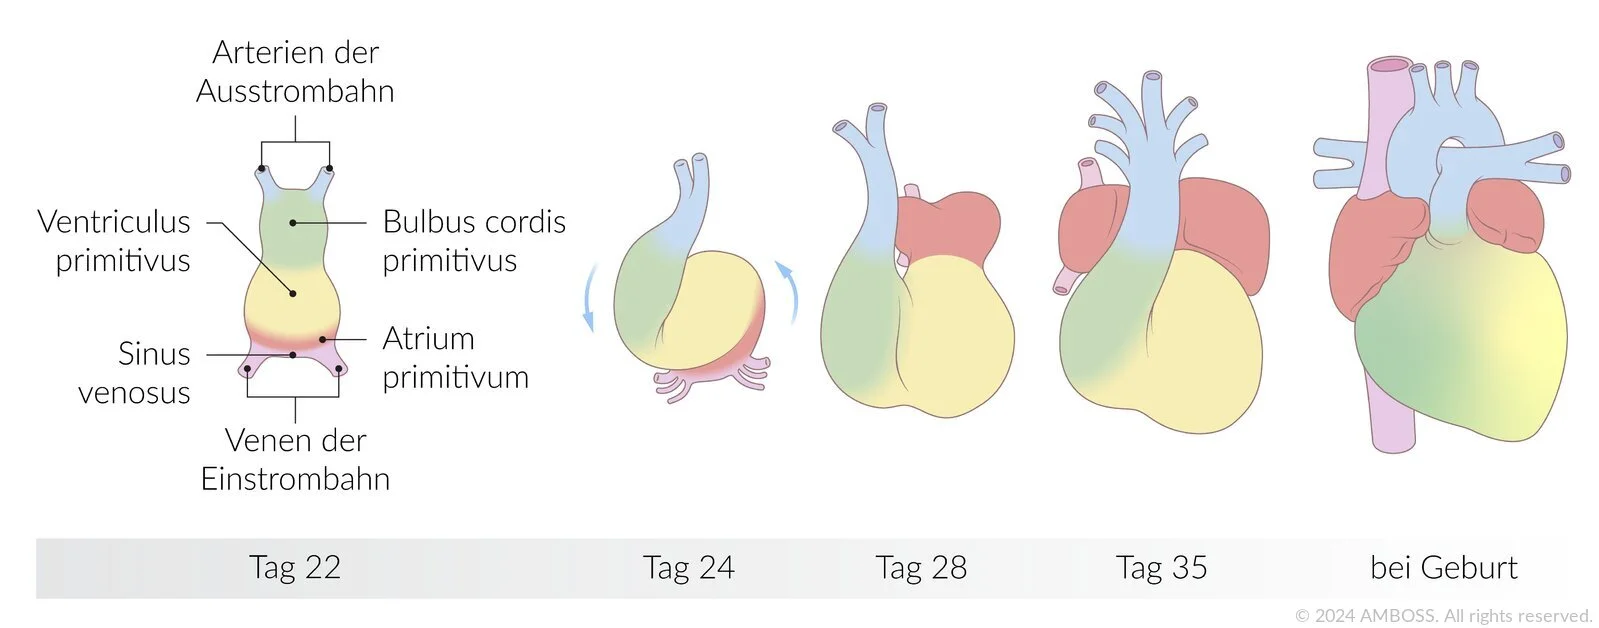 Arterien der
Ausstrombahn
Ventriculus
primitivus
Bulbus cordis
primitivus
Sinus
venosus
Atrium
primitivum
Venen der
Einstrombahn
Tag 22
Tag 24
Tag 28
Tag 35
bei Geburt
© 2024 AMBOSS. All rights reserved.